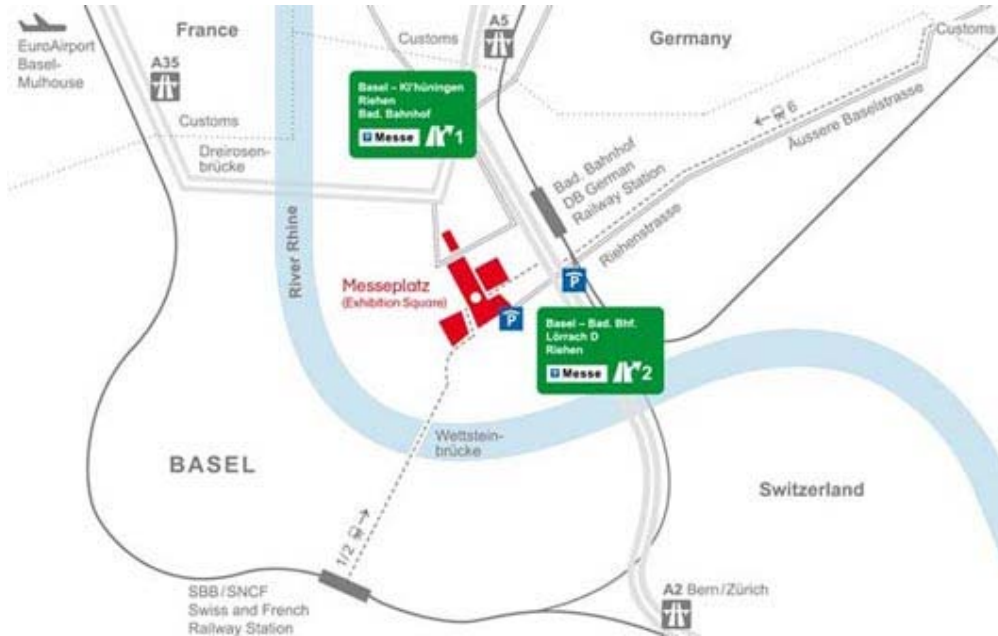 France
A5
Customs
Germany
Customs
EuroAirport
Basel-
Mulhouse
A35
Basel – Kl'hüningen
Riehen
Bad. Bahnhof
P Messe 1
6
Customs
Dreirosen-
brücke
Äussere Baselstrasse
Bad. Bahnhof
DB German
Railway Station
Riehenstrasse
River Rhine
Messeplatz
(Exhibition Square)
P
P
Basel – Bad. Bhf.
Lörrach D
Riehen
P Messe 2
Wettstein-
brücke
BASEL
Switzerland
1/2
SBB/SNCF
Swiss and French
Railway Station
A2 Bern/Zürich